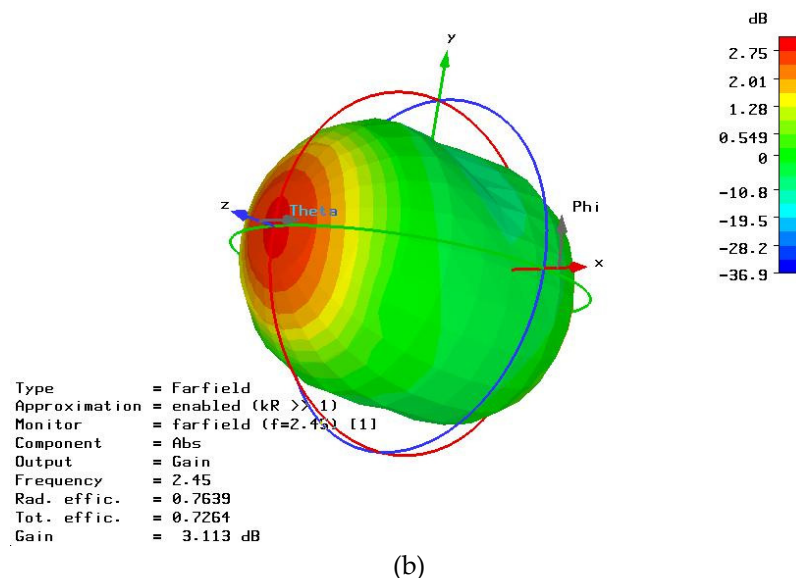 dB
y
2.75
2.01
1.28
0.549
0
-10.8
-19.5
-28.2
-36.9
z
Theta
Phi
x
Type = Farfield
Approximation = enabled (kR >> 1)
Monitor = farfield (f=2.45) [1]
Component = Abs
Output = Gain
Frequency = 2.45
Rad. effic. = 0.7639
Tot. effic. = 0.7264
Gain = 3.113 dB
(b)